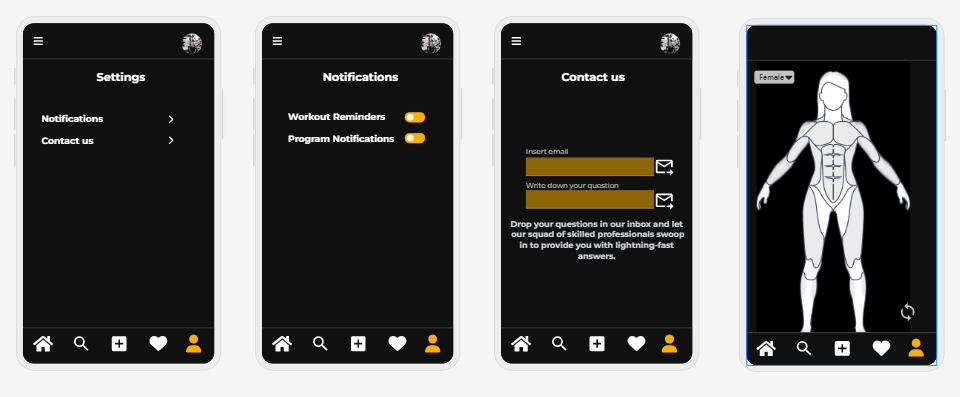 Settings
Notifications
Contact us
Notifications
Workout Reminders
Program Notifications
Contact us
Insert email
Write down your question
Drop your questions in our inbox and let
our squad of skilled professionals swoop
in to provide you with lightning-fast
answers.
Female